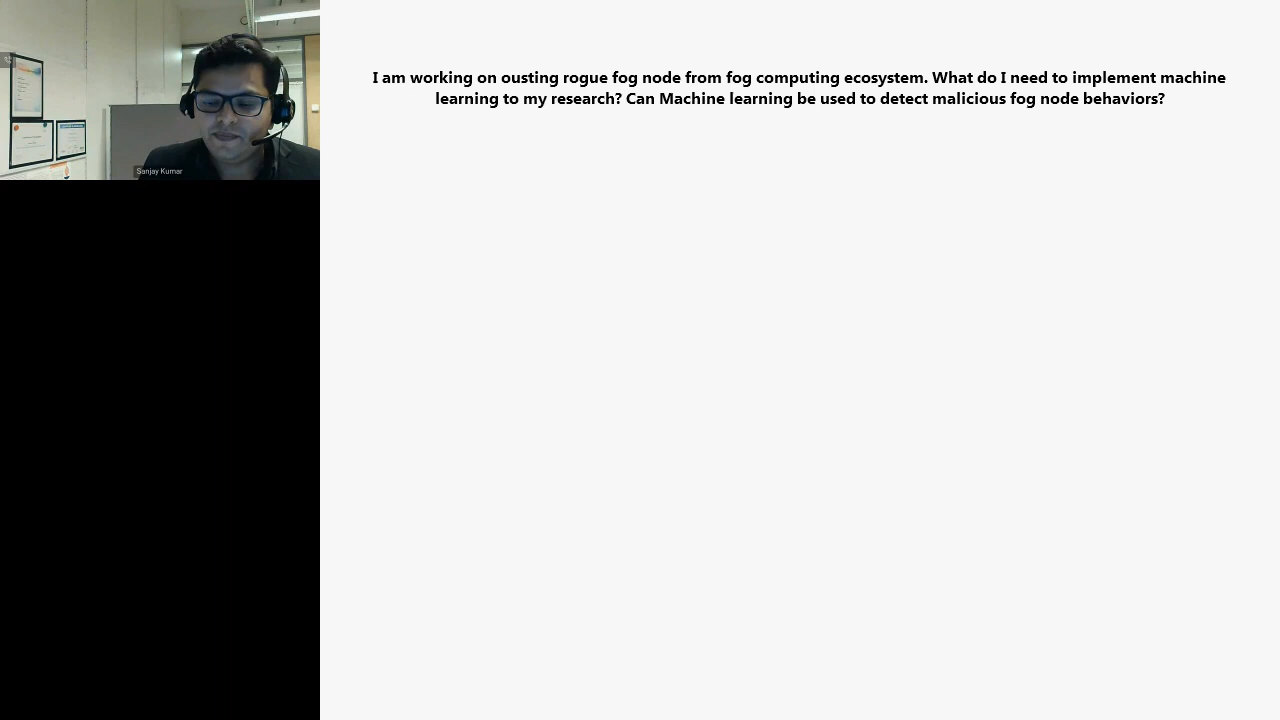 Sanjay Kumar
I am working on ousting rogue fog node from fog computing ecosystem. What do I need to implement machine
learning to my research? Can Machine learning be used to detect malicious fog node behaviors?